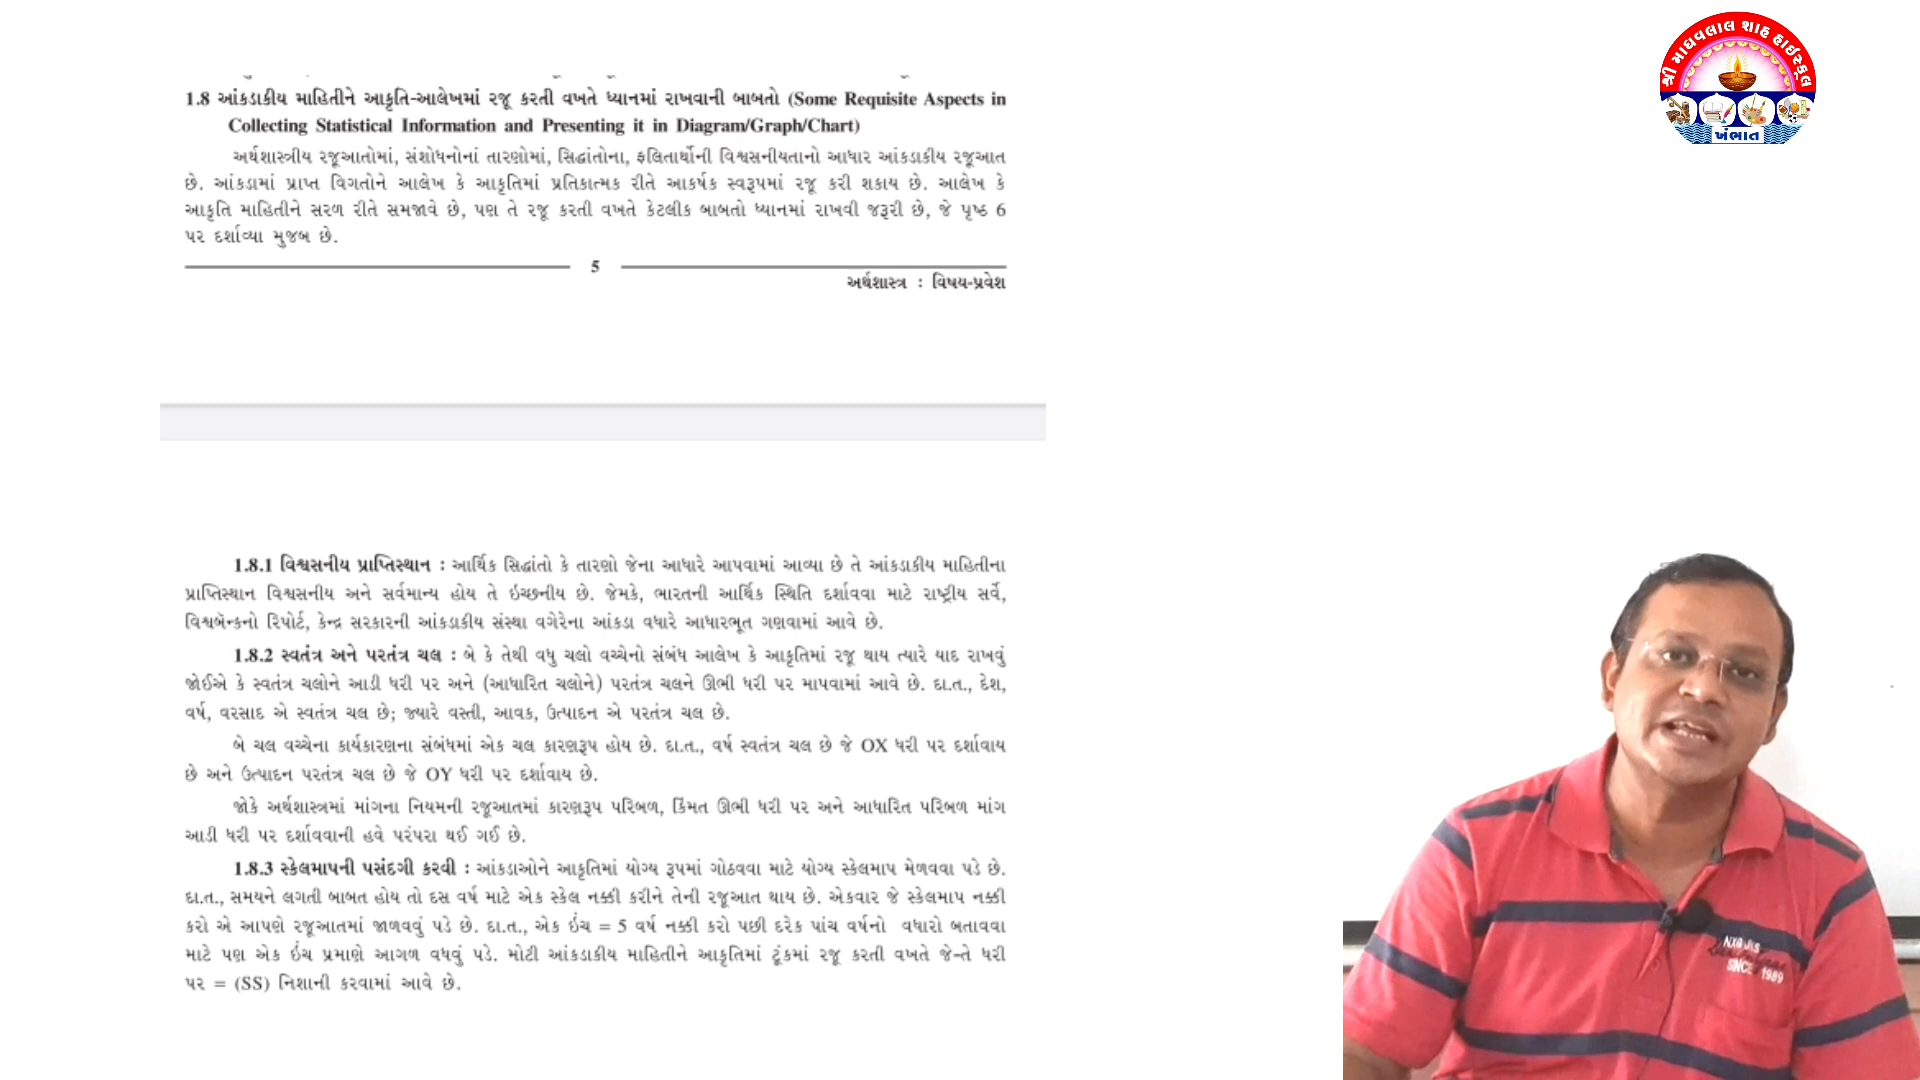 શ્રી માધવલાલ શાહ હાઈસ્કૂલ
ખંભાત
1.8 આંકડાકીય માહિતીને આકૃતિ-આલેખમાં રજૂ કરતી વખતે ધ્યાનમાં રાખવાની બાબતો (Some Requisite Aspects in
Collecting Statistical Information and Presenting it in Diagram/Graph/Chart)
અર્થશાસ્ત્રીય રજૂઆતોમાં, સંશોધનોનાં તારણોમાં, સિદ્ધાંતોના, ફલિતાર્થોની વિશ્વસનીયતાનો આધાર આંકડાકીય રજૂઆત
છે. આંકડામાં પ્રાપ્ત વિગતોને આલેખ કે આકૃતિમાં પ્રતિકાત્મક રીતે આકર્ષક સ્વરૂપમાં રજૂ કરી શકાય છે. આલેખ કે
આકૃતિ માહિતીને સરળ રીતે સમજાવે છે, પણ તે રજૂ કરતી વખતે કેટલીક બાબતો ધ્યાનમાં રાખવી જરૂરી છે, જે પૃષ્ઠ 6
પર દર્શાવ્યા મુજબ છે.
5
અર્થશાસ્ત્ર : વિષય-પ્રવેશ
1.8.1 વિશ્વસનીય પ્રાપ્તિસ્થાન : આર્થિક સિદ્ધાંતો કે તારણો જેના આધારે આપવામાં આવ્યા છે તે આંકડાકીય માહિતીના
પ્રાપ્તિસ્થાન વિશ્વસનીય અને સર્વમાન્ય હોય તે ઇચ્છનીય છે. જેમકે, ભારતની આર્થિક સ્થિતિ દર્શાવવા માટે રાષ્ટ્રીય સર્વે,
વિશ્વબૅન્કનો રિપોર્ટ, કેન્દ્ર સરકારની આંકડાકીય સંસ્થા વગેરેના આંકડા વધારે આધારભૂત ગણવામાં આવે છે.
1.8.2 સ્વતંત્ર અને પરતંત્ર ચલ : બે કે તેથી વધુ ચલો વચ્ચેનો સંબંધ આલેખ કે આકૃતિમાં રજૂ થાય ત્યારે યાદ રાખવું
જોઈએ કે સ્વતંત્ર ચલોને આડી ધરી પર અને (આધારિત ચલોને) પરતંત્ર ચલને ઊભી ધરી પર માપવામાં આવે છે. દા.ત., દેશ,
વર્ષ, વરસાદ એ સ્વતંત્ર ચલ છે; જ્યારે વસ્તી, આવક, ઉત્પાદન એ પરતંત્ર ચલ છે.
બે ચલ વચ્ચેના કાર્યકારણના સંબંધમાં એક ચલ કારણરૂપ હોય છે. દા.ત., વર્ષ સ્વતંત્ર ચલ છે જે OX ધરી પર દર્શાવાય
છે અને ઉત્પાદન પરતંત્ર ચલ છે જે OY ધરી પર દર્શાવાય છે.
જોકે અર્થશાસ્ત્રમાં માંગના નિયમની રજૂઆતમાં કારણરૂપ પરિબળ, કિંમત ઊભી ધરી પર અને આધારિત પરિબળ માંગ
આડી ધરી પર દર્શાવવાની હવે પરંપરા થઈ ગઈ છે.
1.8.3 સ્કેલમાપની પસંદગી કરવી : આંકડાઓને આકૃતિમાં યોગ્ય રૂપમાં ગોઠવવા માટે યોગ્ય સ્કેલમાપ મેળવવા પડે છે.
દા.ત., સમયને લગતી બાબત હોય તો દસ વર્ષ માટે એક સ્કેલ નક્કી કરીને તેની રજૂઆત થાય છે. એકવાર જે સ્કેલમાપ નક્કી
કરો એ આપણે રજૂઆતમાં જાળવવું પડે છે. દા.ત., એક ઇંચ = 5 વર્ષ નક્કી કરો પછી દરેક પાંચ વર્ષનો વધારો બતાવવા
માટે પણ એક ઇંચ પ્રમાણે આગળ વધવું પડે. મોટી આંકડાકીય માહિતીને આકૃતિમાં ટૂંકમાં રજૂ કરતી વખતે જે-તે ધરી
પર = (SS) નિશાની કરવામાં આવે છે.
SINCE 1989